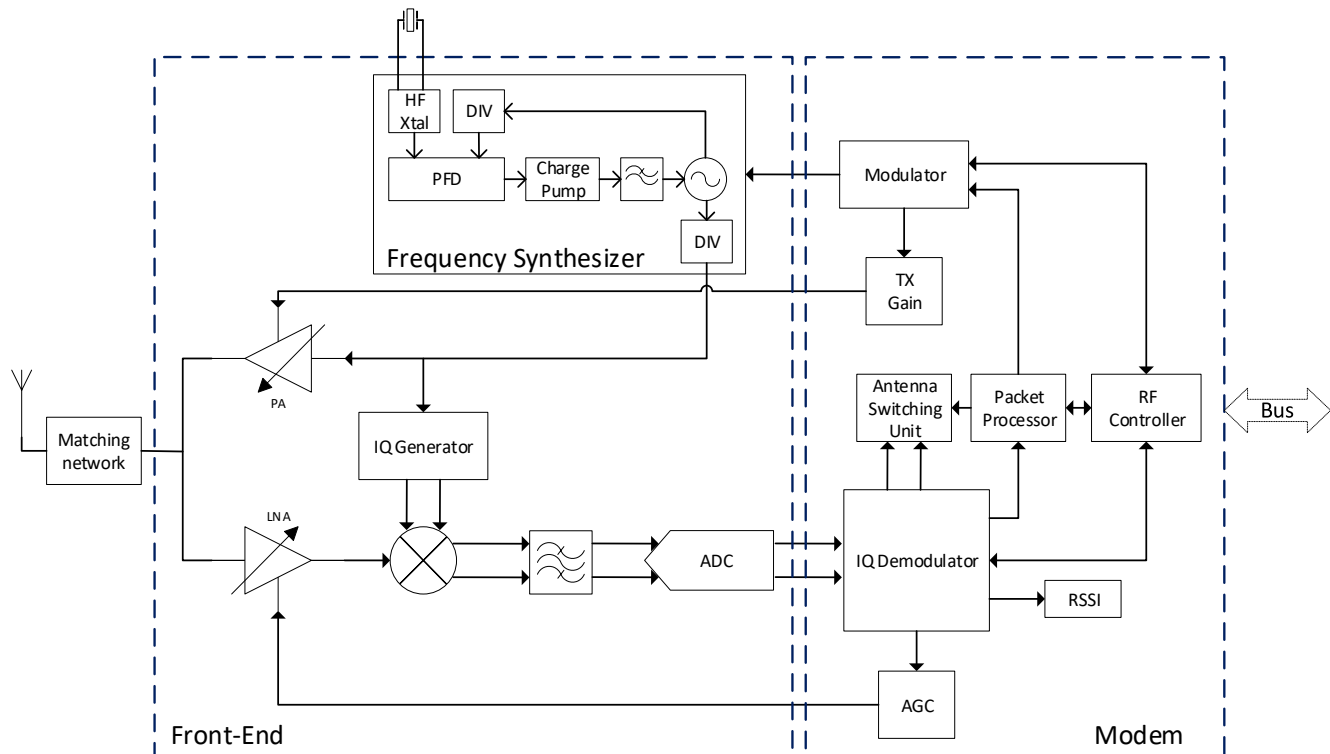 HF
Xtal
DIV
PFD
Charge
Pump
DIV
Frequency Synthesizer
Modulator
TX
Gain
PA
Antenna
Switching
Unit
Packet
Processor
RF
Controller
Bus
Matching
network
IQ Generator
LNA
ADC
IQ Demodulator
RSSI
AGC
Front-End
Modem